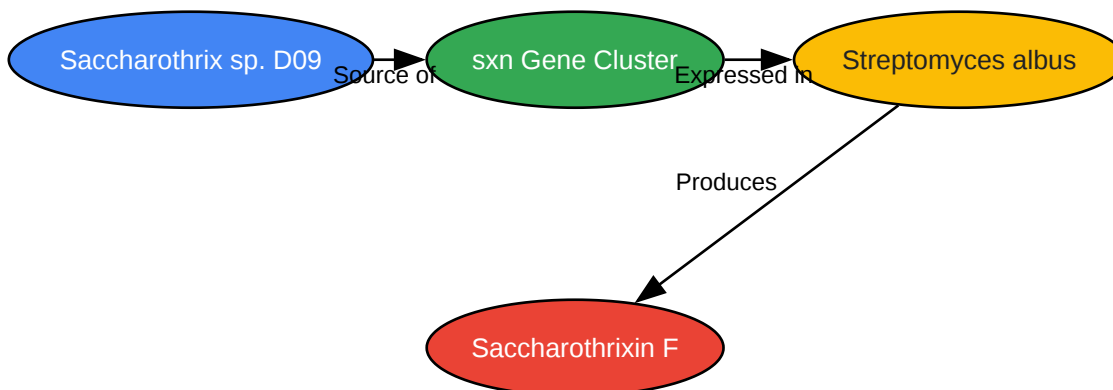 Saccharothrix sp. D09
Source of
sxn Gene Cluster
Expressed In
Streptomyces albus
Produces
Saccharothrixin F